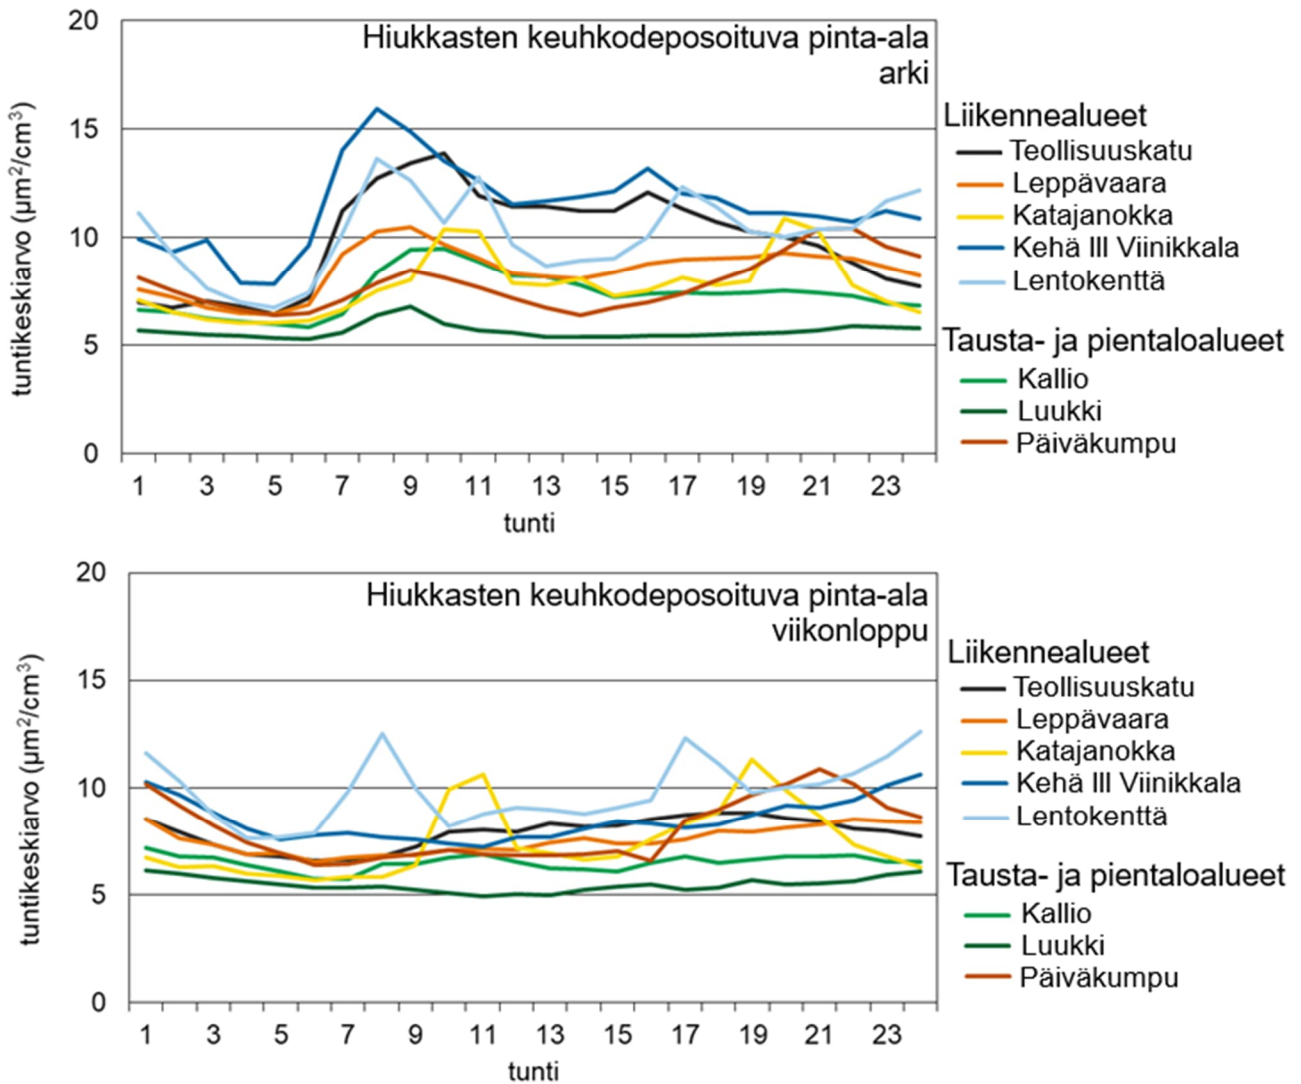 Hiukkasten keuhkodeposoituva pinta-ala
arki
tuntikeskiarvo (µm²/cm³)
20
15
10
5
0
1 3 5 7 9 11 13 15 17 19 21 23
tunti
Liikennealueet
Teollisuuskatu
Leppävaara
Katajanokka
Kehä III Viinikkala
Lentokenttä
Tausta- ja pientaloalueet
Kallio
Luukki
Päiväkumpu
Hiukkasten keuhkodeposoituva pinta-ala
viikonloppu
tuntikeskiarvo (µm²/cm³)
20
15
10
5
0
1 3 5 7 9 11 13 15 17 19 21 23
tunti
Liikennealueet
Teollisuuskatu
Leppävaara
Katajanokka
Kehä III Viinikkala
Lentokenttä
Tausta- ja pientaloalueet
Kallio
Luukki
Päiväkumpu